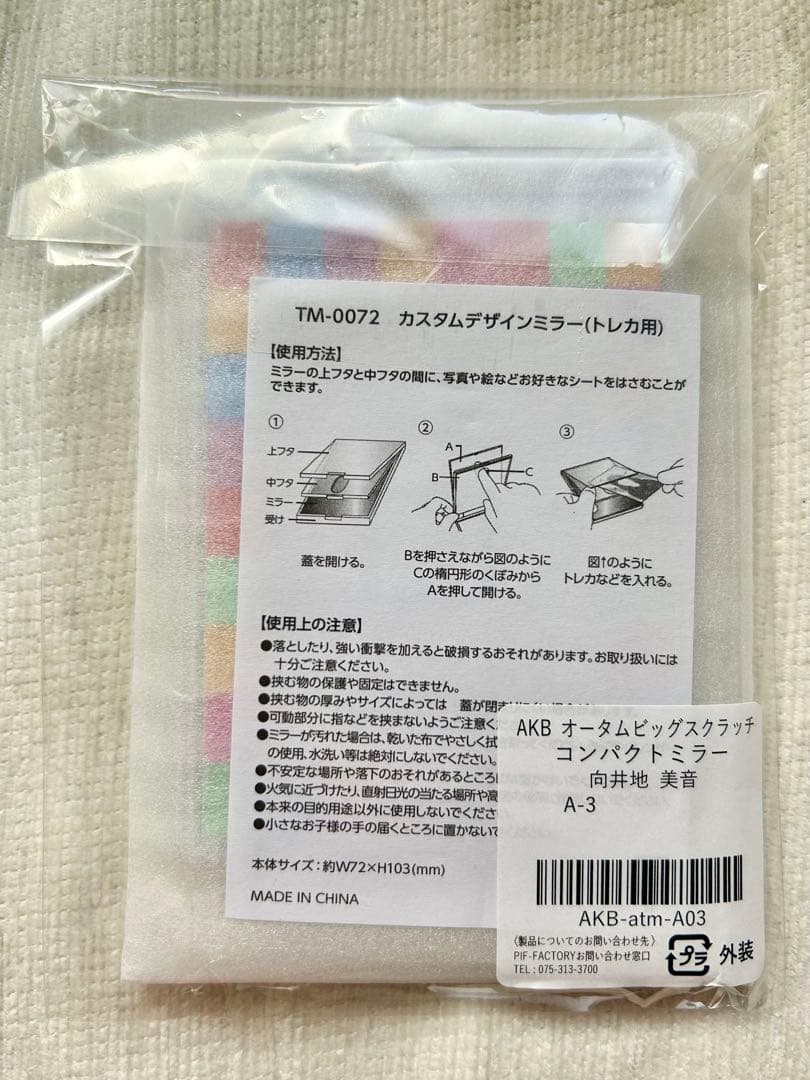 TM-0072 カスタムデザインミラー(トレカ用)
【使用方法】
ミラーの上フタと中フタの間に、写真や絵などお好きなシートをはさむことが
できます。
①
上フタ
中フタ
ミラー
受け
蓋を開ける。
②
A
B
C
Bを押さえながら図のように
Cの楕円形のくぼみから
Aを押して開ける。
③
図↑のように
トレカなどを入れる。
【使用上の注意】
●落としたり、強い衝撃を加えると破損するおそれがあります。お取り扱いには
十分ご注意ください。
●挟む物の保護や固定はできません。
●挟む物の厚みやサイズによっては 蓋が閉まりにくい場合が
●可動部分に指などを挟まないようご注意く
●ミラーが汚れた場合は、乾いた布でやさしく拭
の使用、水洗い等は絶対にしないでください。
●不安定な場所や落下のおそれがあるところに
●火気に近づけたり、直射日光の当たる場所や高
●本来の目的用途以外に使用しないでくださ
●小さなお子様の手の届くところに置かないで
本体サイズ:約W72×H103(mm)
MADE IN CHINA
AKB オータムビッグスクラッチ
コンパクトミラー
向井地 美音
A-3
AKB-atm-A03
〈製品についてのお問い合わせ先〉
PIF-FACTORYお問い合わせ窓口
TEL : 075-313-3700
プラ 外装